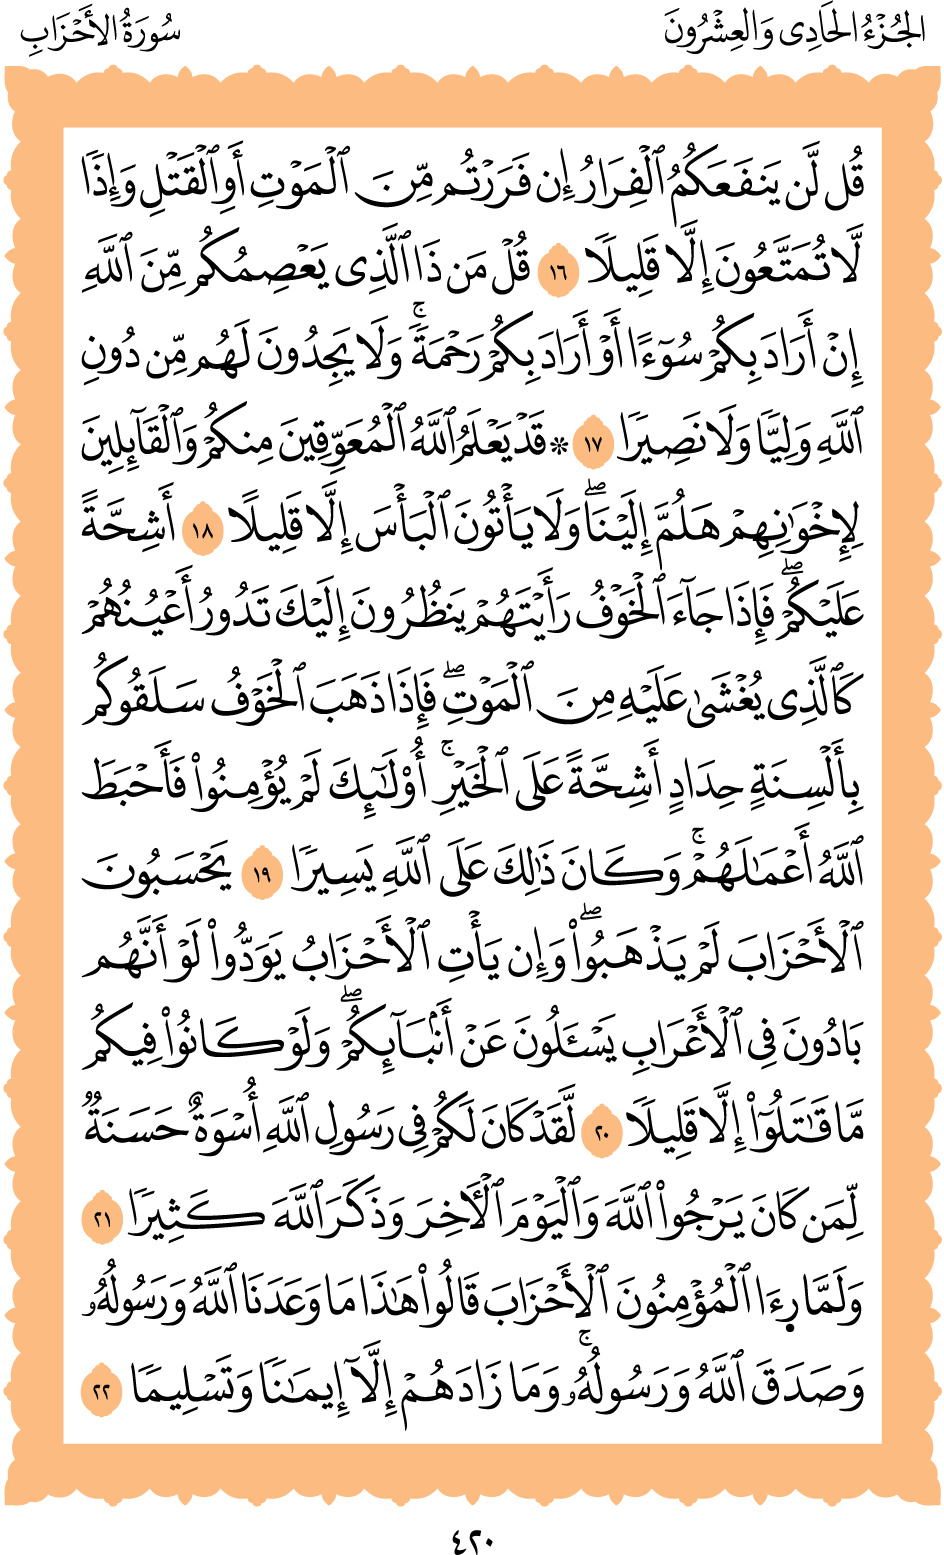 الجُزْءُ الحَادِى وَالعِشْرُونَ
سُورَةُ الأَحْزَابِ
قُل لَّن يَنفَعَكُمُ ٱلْفِرَارُ إِن فَرَرْتُم مِّنَ ٱلْمَوْتِ أَوِ ٱلْقَتْلِ وَإِذًا
لَّا تُمَتَّعُونَ إِلَّا قَلِيلًا ١٦ قُلْ مَن ذَا ٱلَّذِى يَعْصِمُكُم مِّنَ ٱللَّهِ
إِنْ أَرَادَ بِكُمْ سُوٓءًا أَوْ أَرَادَ بِكُمْ رَحْمَةً ۚ وَلَا يَجِدُونَ لَهُم مِّن دُونِ
ٱللَّهِ وَلِيًّا وَلَا نَصِيرًا ١٧ * قَدْ يَعْلَمُ ٱللَّهُ ٱلْمُعَوِّقِينَ مِنكُمْ وَٱلْقَآئِلِينَ
لِإِخْوَٰنِهِمْ هَلُمَّ إِلَيْنَا ۖ وَلَا يَأْتُونَ ٱلْبَأْسَ إِلَّا قَلِيلًا ١٨ أَشِحَّةً
عَلَيْكُمْ ۖ فَإِذَا جَآءَ ٱلْخَوْفُ رَأَيْتَهُمْ يَنظُرُونَ إِلَيْكَ تَدُورُ أَعْيُنُهُمْ
كَٱلَّذِى يُغْشَىٰ عَلَيْهِ مِنَ ٱلْمَوْتِ ۖ فَإِذَا ذَهَبَ ٱلْخَوْفُ سَلَقُوكُم
بِأَلْسِنَةٍ حِدَادٍ أَشِحَّةً عَلَى ٱلْخَيْرِ ۚ أُو۟لَـٰٓئِكَ لَمْ يُؤْمِنُوا۟ فَأَحْبَطَ
ٱللَّهُ أَعْمَـٰلَهُمْ ۚ وَكَانَ ذَٰلِكَ عَلَى ٱللَّهِ يَسِيرًا ١٩ يَحْسَبُونَ
ٱلْأَحْزَابَ لَمْ يَذْهَبُوا۟ ۖ وَإِن يَأْتِ ٱلْأَحْزَابُ يَوَدُّوا۟ لَوْ أَنَّهُم
بَادُونَ فِى ٱلْأَعْرَابِ يَسْـَٔلُونَ عَنْ أَنۢبَآئِكُمْ ۖ وَلَوْ كَانُوا۟ فِيكُم
مَّا قَـٰتَلُوٓا۟ إِلَّا قَلِيلًا ٢٠ لَّقَدْ كَانَ لَكُمْ فِى رَسُولِ ٱللَّهِ أُسْوَةٌ حَسَنَةٌ
لِّمَن كَانَ يَرْجُوا۟ ٱللَّهَ وَٱلْيَوْمَ ٱلْـَٔاخِرَ وَذَكَرَ ٱللَّهَ كَثِيرًا ٢١
وَلَمَّا رِءَا ٱلْمُؤْمِنُونَ ٱلْأَحْزَابَ قَالُوا۟ هَـٰذَا مَا وَعَدَنَا ٱللَّهُ وَرَسُولُهُۥ
وَصَدَقَ ٱللَّهُ وَرَسُولُهُۥ ۚ وَمَا زَادَهُمْ إِلَّآ إِيمَـٰنًا وَتَسْلِيمًا ٢٢
٤٢٠